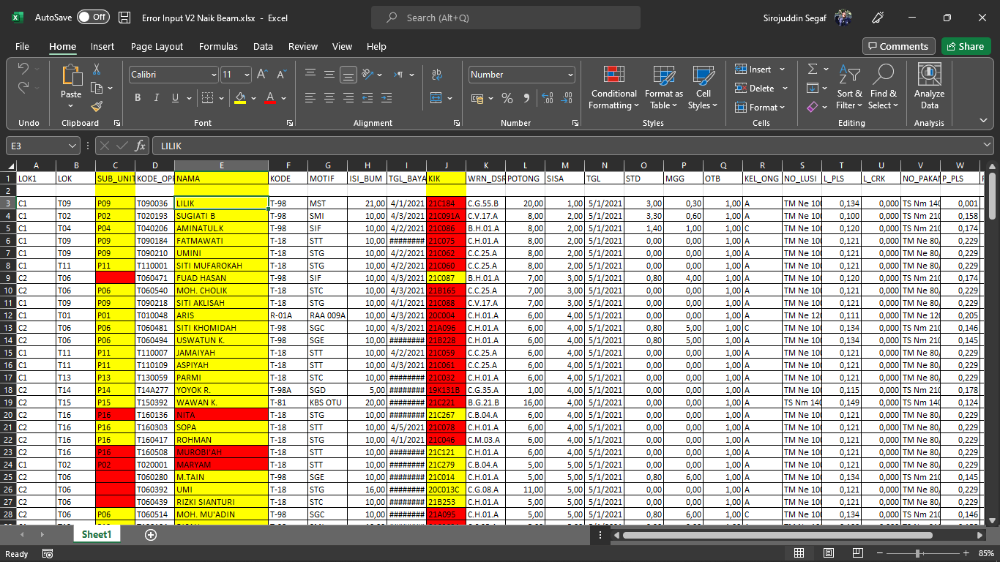 AutoSave Off Error Input V2 Naik Beam.xlsx - Excel Search (Alt+Q) Sirojuddin Segaf
File Home Insert Page Layout Formulas Data Review View Help Comments Share
Calibri 11 A A ab Number Insert Σ
Paste B I U A % 9 Conditional Formatting Format as Table Cell Styles Delete Format Sort & Filter Find & Select Analyze Data
Undo Clipboard Font Alignment Number Styles Cells Editing Analysis
E3 fx LILIK
A B C D E F G H I J K L M N O P Q R S T U V W
1 LOK1 LOK SUB_UNIT KODE_OPE NAMA KODE MOTIF ISI_BUM TGL_BAYA KIK WRN_DSR POTONG SISA TGL STD MGG OTB KEL_ONG NO_LUSI L_PLS L_CRK NO_PAKAN P_PLS
2
3 C1 T09 P09 T090036 LILIK T-98 MST 21,00 4/1/2021 21C184 C.G.55.B 20,00 1,00 5/1/2021 3,00 0,30 1,00 A TM Ne 100 0,134 0,000 TS Nm 140 0,001
4 C1 T02 P02 T020193 SUGIATI B T-98 SMI 10,00 4/3/2021 21C091A C.V.17.A 8,00 2,00 5/1/2021 3,30 0,60 1,00 A TM Ne 100 0,100 0,000 TS Nm 210 0,158
5 C1 T04 P04 T040206 AMINATUL.K T-98 SIF 10,00 4/2/2021 21C086 B.H.01.A 8,00 2,00 5/1/2021 1,40 1,00 1,00 C TM Ne 100 0,120 0,000 TS Nm 210 0,174
6 C1 T09 P09 T090184 FATMAWATI T-18 STT 10,00 ######## 21C075 C.H.01.A 8,00 2,00 5/1/2021 0,00 0,00 1,00 A TM Ne 100 0,121 0,000 TM Ne 80/ 0,229
7 C1 T09 P09 T090210 UMINI T-18 STG 10,00 4/2/2021 21C062 C.C.25.A 8,00 2,00 5/1/2021 0,00 0,00 1,00 A TM Ne 100 0,121 0,000 TM Ne 80/ 0,229
8 C1 T11 P11 T110001 SITI MUFAROKAH T-18 STG 10,00 4/2/2021 21C060 C.C.25.A 8,00 2,00 5/1/2021 0,00 0,00 1,00 A TM Ne 100 0,121 0,000 TM Ne 80/ 0,229
9 C2 T06 T060471 FUAD HASAN T-98 SIF 10,00 4/3/2021 21C087 B.H.01.A 7,00 3,00 5/1/2021 0,80 4,00 1,00 A TM Ne 100 0,120 0,000 TS Nm 210 0,174
10 C2 T06 P06 T060540 MOH. CHOLIK T-18 STC 10,00 4/3/2021 21B165 C.C.25.A 7,00 3,00 5/1/2021 0,00 0,00 1,00 A TM Ne 100 0,121 0,000 TM Ne 80/ 0,229
11 C1 T09 P09 T090218 SITI AKLISAH T-18 STG 10,00 4/1/2021 21C088 C.V.17.A 7,00 3,00 5/1/2021 0,00 0,00 1,00 A TM Ne 100 0,121 0,000 TM Ne 80/ 0,229
12 C1 T01 P01 T010048 ARIS R-01A RAA 009A 10,00 4/3/2021 20C004 C.H.01.A 6,00 4,00 5/1/2021 0,00 0,00 1,00 A TM Ne 120 0,111 0,000 TM Ne 120 0,205
13 C2 T06 P06 T060481 SITI KHOMIDAH T-98 SGC 10,00 4/3/2021 21A096 C.H.01.A 6,00 4,00 5/1/2021 0,80 5,00 1,00 C TM Ne 100 0,134 0,000 TS Nm 210 0,146
14 C2 T06 P06 T060494 USWATUN K. T-98 SGE 10,00 ######## 21B228 C.H.01.A 6,00 4,00 5/1/2021 0,80 5,00 1,00 A TM Ne 100 0,134 0,000 TS Nm 210 0,145
15 C1 T11 P11 T110007 JAMAIYAH T-18 STT 10,00 4/2/2021 21C059 C.C.25.A 6,00 4,00 5/1/2021 0,00 0,00 1,00 A TM Ne 100 0,121 0,000 TM Ne 80/ 0,229
16 C2 T11 P11 T110109 ASPIYAH T-18 STT 10,00 4/3/2021 21C061 C.C.25.A 6,00 4,00 5/1/2021 0,00 0,00 1,00 A TM Ne 100 0,121 0,000 TM Ne 80/ 0,229
17 C1 T13 P13 T130059 PARMI T-18 STC 10,00 ######## 21C032 C.H.01.A 6,00 4,00 5/1/2021 0,00 0,00 1,00 A TM Ne 100 0,121 0,000 TM Ne 80/ 0,229
18 C2 T14 P14 T14A277 YOYOK R. T-98A SGD 5,00 ######## 19K131B C.G.35.A 1,00 4,00 5/1/2021 0,00 0,00 1,00 A TM Ne 100 0,115 0,000 TS Nm 210 0,178
19 C2 T15 P15 T150392 WAWAN K. T-81 KBS OTU 20,00 ######## 21C221 B.G.21.B 16,00 4,00 5/1/2021 0,00 0,00 1,00 A TS Nm 140 0,149 0,000 TS Nm 140 0,124
20 C2 T16 P16 T160136 NITA T-18 STG 10,00 ######## 21C267 C.B.04.A 6,00 4,00 5/1/2021 0,00 0,00 1,00 A TM Ne 100 0,121 0,000 TM Ne 80/ 0,229
21 C2 T16 P16 T160303 SOPA T-18 STT 10,00 4/5/2021 21C078 C.H.01.A 6,00 4,00 5/1/2021 0,00 0,00 1,00 A TM Ne 100 0,121 0,000 TM Ne 80/ 0,229
22 C2 T16 P16 T160417 ROHMAN T-18 STG 10,00 4/1/2021 21C046 C.M.03.A 6,00 4,00 5/1/2021 0,00 0,00 1,00 A TM Ne 100 0,121 0,000 TM Ne 80/ 0,229
23 C2 T16 P16 T160508 MUROBI'AH T-18 STT 10,00 ######## 21C121 C.H.01.A 6,00 4,00 5/1/2021 0,00 0,00 1,00 A TM Ne 100 0,121 0,000 TM Ne 80/ 0,229
24 C1 T02 P02 T020001 MARYAM T-18 STT 10,00 ######## 21C279 C.B.04.A 5,00 5,00 5/1/2021 0,00 0,00 1,00 A TM Ne 100 0,121 0,000 TM Ne 80/ 0,229
25 C2 T06 T060280 M.TAIN T-98 SGE 10,00 ######## 21C014 C.H.01.A 5,00 5,00 5/1/2021 0,80 6,00 1,00 A TM Ne 100 0,134 0,000 TS Nm 210 0,145
26 C2 T06 T060392 UMI T-18 STG 16,00 ######## 20C013C C.G.08.A 11,00 5,00 5/1/2021 0,00 0,00 1,00 A TM Ne 100 0,121 0,000 TM Ne 80/ 0,229
27 C2 T06 T060439 RIZKI SIANTURI T-18 STC 10,00 ######## 21B253 C.H.01.A 5,00 5,00 5/1/2021 0,00 0,00 1,00 A TM Ne 100 0,121 0,000 TM Ne 80/ 0,229
28 C2 T06 P06 T060514 MOH. MU'ADIN T-98 SGC 10,00 ######## 21A095 C.H.01.A 5,00 5,00 5/1/2021 0,80 6,00 1,00 C TM Ne 100 0,134 0,000 TS Nm 210 0,146
Sheet1
Ready 85%